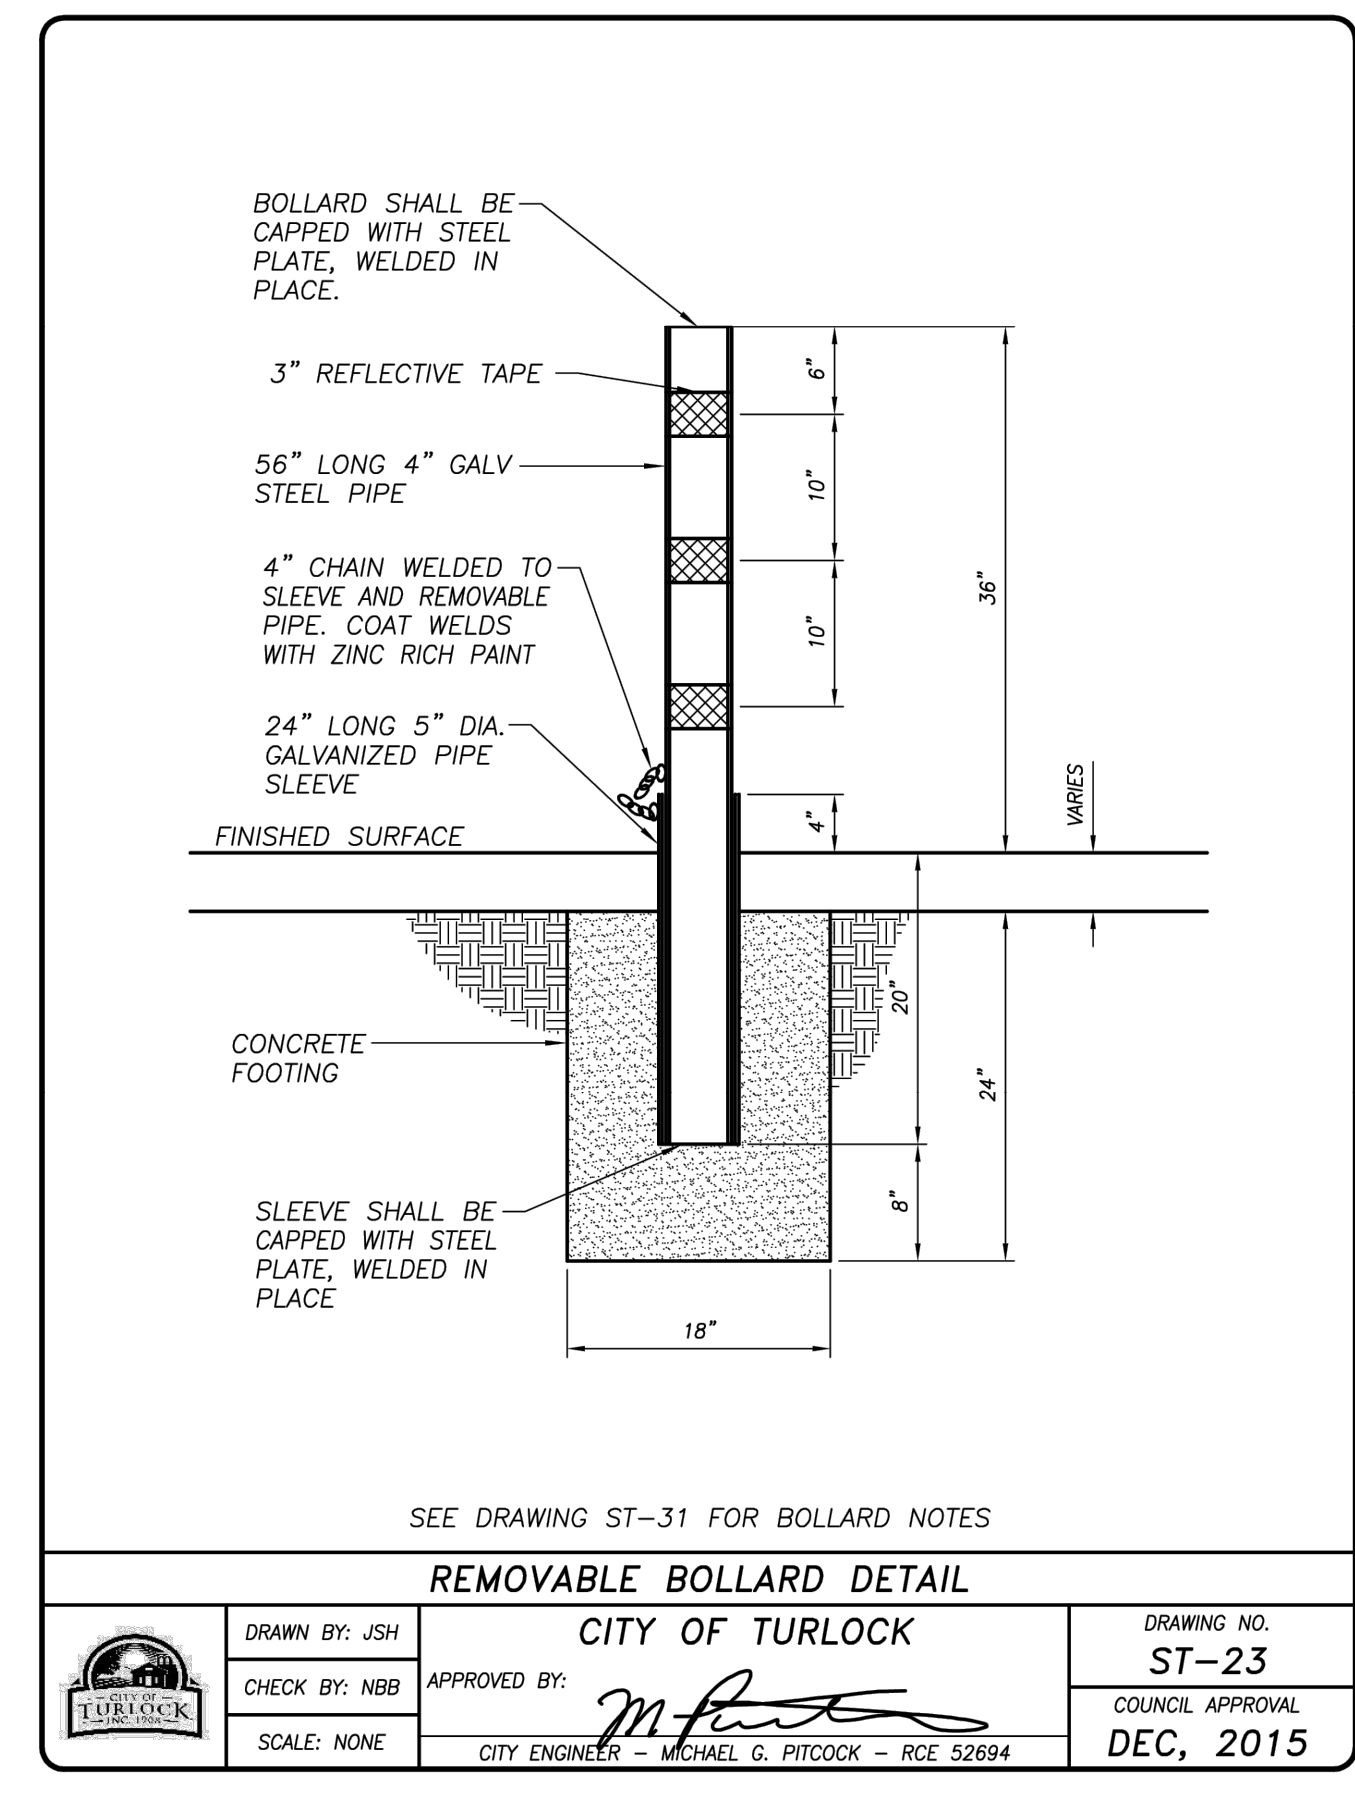 BOLLARD SHALL BE
CAPPED WITH STEEL
PLATE, WELDED IN
PLACE.
3” REFLECTIVE TAPE
56” LONG 4” GALV
STEEL PIPE
4” CHAIN WELDED TO
SLEEVE AND REMOVABLE
PIPE. COAT WELDS
WITH ZINC RICH PAINT
24” LONG 5” DIA.
GALVANIZED PIPE
SLEEVE
FINISHED SURFACE
CONCRETE
FOOTING
SLEEVE SHALL BE
CAPPED WITH STEEL
PLATE, WELDED IN
PLACE
6”
10”
10”
4”
36”
VARIES
20”
24”
8”
18”
SEE DRAWING ST-31 FOR BOLLARD NOTES
REMOVABLE BOLLARD DETAIL
CITY OF
TURLOCK
INC. 1908
DRAWN BY: JSH
CHECK BY: NBB
SCALE: NONE
CITY OF TURLOCK
APPROVED BY:
CITY ENGINEER - MICHAEL G. PITCOCK - RCE 52694
DRAWING NO.
ST-23
COUNCIL APPROVAL
DEC, 2015